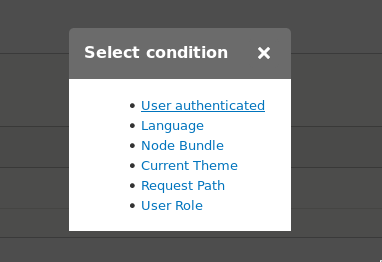 Select condition ×
User authenticated
Language
Node Bundle
Current Theme
Request Path
User Role